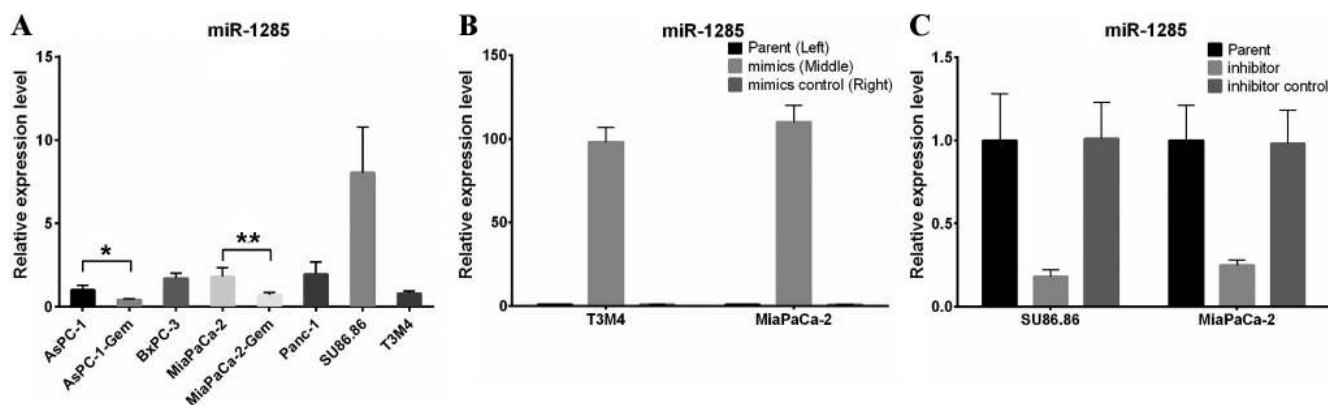 A
miR-1285
Relative expression level
15
10
5
0
*
**
AsPC-1
AsPC-1-Gem
BxPC-3
MiaPaCa-2
MiaPaCa-2-Gem
Panc-1
SU86.86
T3M4
B
miR-1285
Parent (Left)
mimics (Middle)
mimics control (Right)
Relative expression level
150
100
50
0
T3M4
MiaPaCa-2
C
miR-1285
Parent
inhibitor
inhibitor control
Relative expression level
1.5
1.0
0.5
0.0
SU86.86
MiaPaCa-2